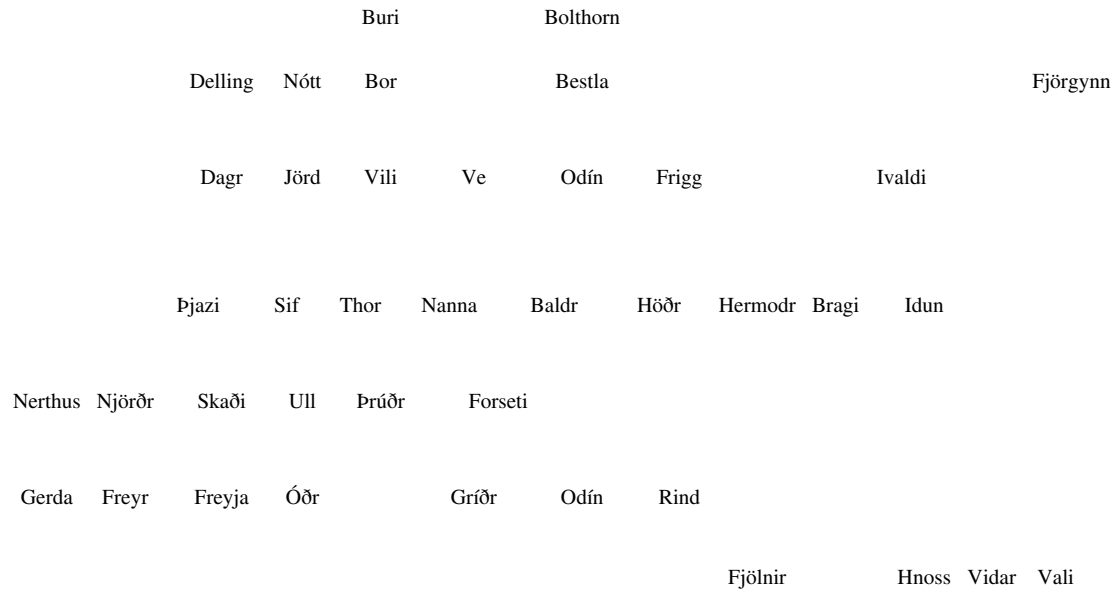 Buri Bolthorn
Delling Nótt Bor Bestla Fjörgynn
Dagr Jörd Vili Ve Odín Frigg Ivaldi
Þjazi Sif Thor Nanna Baldr Höðr Hermodr Bragi Idun
Nerthus Njörðr Skaði Ull Þrúðr Forseti
Gerda Freyr Freyja Óðr Gríðr Odín Rind
Fjölnir Hnoss Vidar Vali